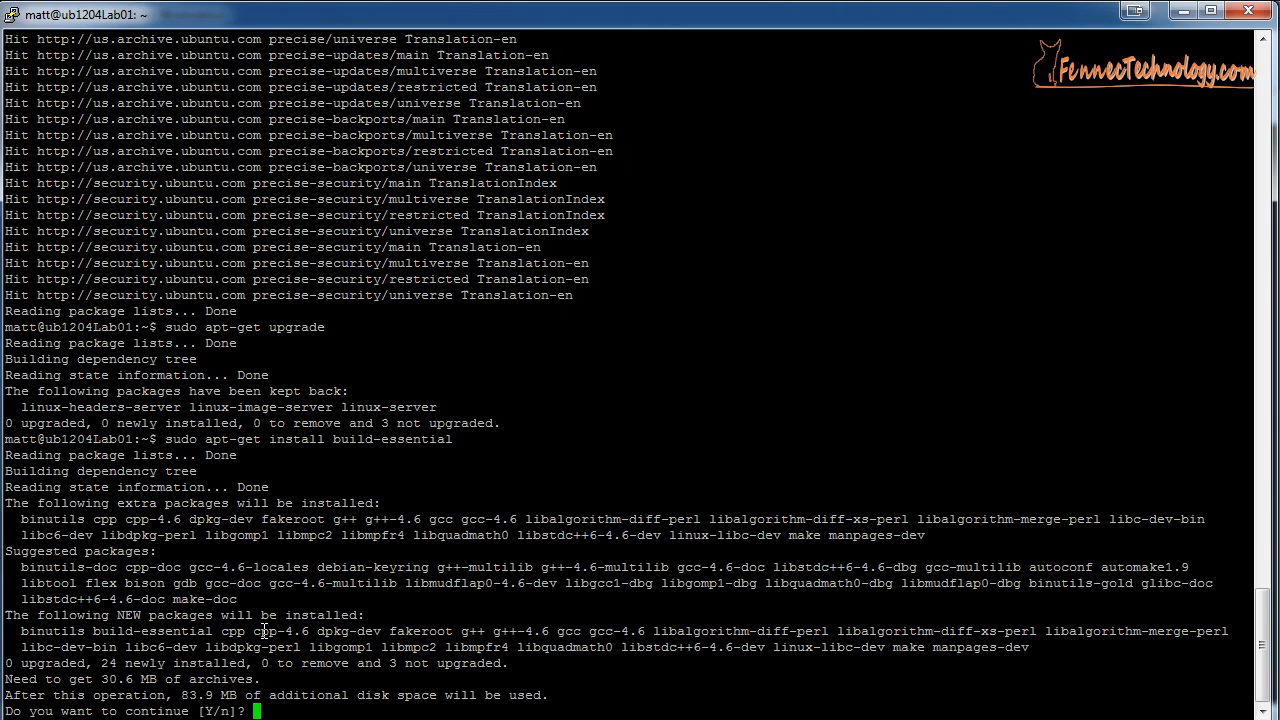 matt@ub1204Lab01: ~
Hit http://us.archive.ubuntu.com precise/universe Translation-en
Hit http://us.archive.ubuntu.com precise-updates/main Translation-en
Hit http://us.archive.ubuntu.com precise-updates/multiverse Translation-en
Hit http://us.archive.ubuntu.com precise-updates/restricted Translation-en
Hit http://us.archive.ubuntu.com precise-updates/universe Translation-en
Hit http://us.archive.ubuntu.com precise-backports/main Translation-en
Hit http://us.archive.ubuntu.com precise-backports/multiverse Translation-en
Hit http://us.archive.ubuntu.com precise-backports/restricted Translation-en
Hit http://us.archive.ubuntu.com precise-backports/universe Translation-en
Hit http://security.ubuntu.com precise-security/main TranslationIndex
Hit http://security.ubuntu.com precise-security/multiverse TranslationIndex
Hit http://security.ubuntu.com precise-security/restricted TranslationIndex
Hit http://security.ubuntu.com precise-security/universe TranslationIndex
Hit http://security.ubuntu.com precise-security/main Translation-en
Hit http://security.ubuntu.com precise-security/multiverse Translation-en
Hit http://security.ubuntu.com precise-security/restricted Translation-en
Hit http://security.ubuntu.com precise-security/universe Translation-en
Reading package lists... Done
matt@ub1204Lab01:~$ sudo apt-get upgrade
Reading package lists... Done
Building dependency tree
Reading state information... Done
The following packages have been kept back:
linux-headers-server linux-image-server linux-server
0 upgraded, 0 newly installed, 0 to remove and 3 not upgraded.
matt@ub1204Lab01:~$ sudo apt-get install build-essential
Reading package lists... Done
Building dependency tree
Reading state information... Done
The following extra packages will be installed:
binutils cpp cpp-4.6 dpkg-dev fakeroot g++ g++-4.6 gcc gcc-4.6 libalgorithm-diff-perl libalgorithm-diff-xs-perl libalgorithm-merge-perl libc-dev-bin
libc6-dev libdpkg-perl libgomp1 libmpc2 libmpfr4 libquadmath0 libstdc++6-4.6-dev linux-libc-dev make manpages-dev
Suggested packages:
binutils-doc cpp-doc gcc-4.6-locales debian-keyring g++-multilib g++-4.6-multilib gcc-4.6-doc libstdc++6-4.6-dbg gcc-multilib autoconf automake1.9
libtool flex bison gdb gcc-doc gcc-4.6-multilib libmudflap0-4.6-dev libgcc1-dbg libgomp1-dbg libquadmath0-dbg libmudflap0-dbg binutils-gold glibc-doc
libstdc++6-4.6-doc make-doc
The following NEW packages will be installed:
binutils build-essential cpp cpp-4.6 dpkg-dev fakeroot g++ g++-4.6 gcc gcc-4.6 libalgorithm-diff-perl libalgorithm-diff-xs-perl libalgorithm-merge-perl
libc-dev-bin libc6-dev libdpkg-perl libgomp1 libmpc2 libmpfr4 libquadmath0 libstdc++6-4.6-dev linux-libc-dev make manpages-dev
0 upgraded, 24 newly installed, 0 to remove and 3 not upgraded.
Need to get 30.6 MB of archives.
After this operation, 83.9 MB of additional disk space will be used.
Do you want to continue [Y/n]?
FennecTechnology.com